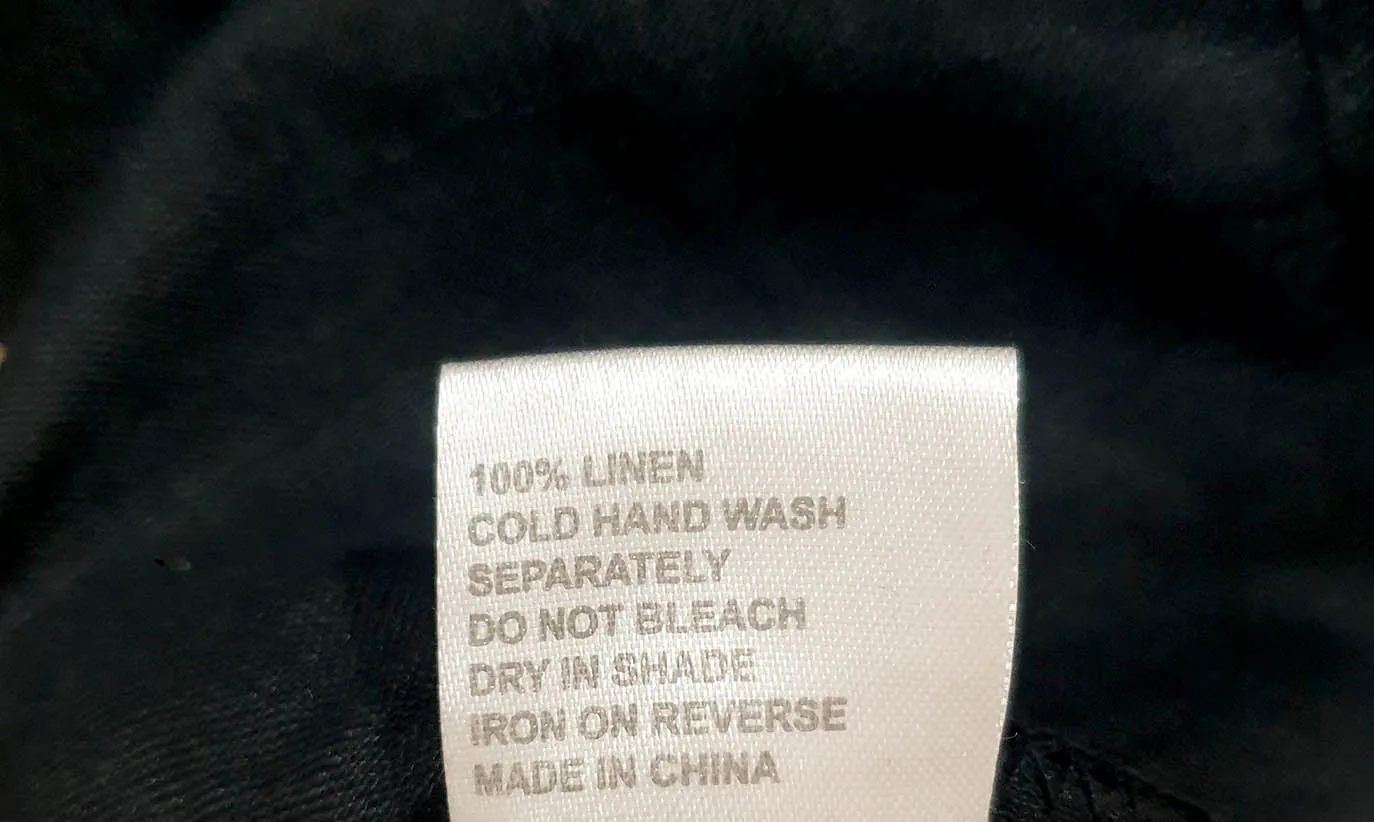 100% LINEN
COLD HAND WASH
SEPARATELY
DO NOT BLEACH
DRY IN SHADE
IRON ON REVERSE
MADE IN CHINA